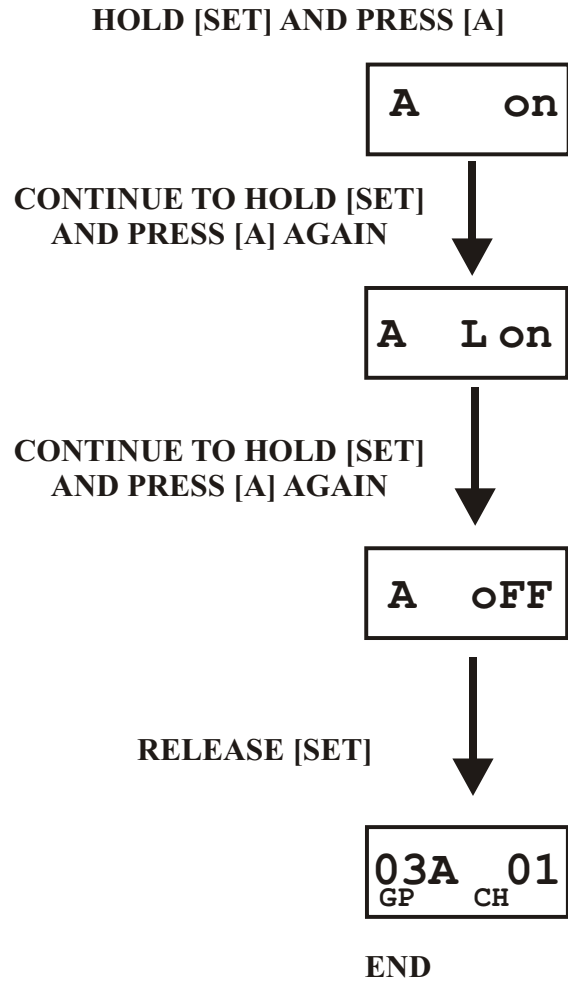 HOLD [SET] AND PRESS [A]
A on
CONTINUE TO HOLD [SET]
AND PRESS [A] AGAIN
A L on
CONTINUE TO HOLD [SET]
AND PRESS [A] AGAIN
A oFF
RELEASE [SET]
03A 01
GP CH
END